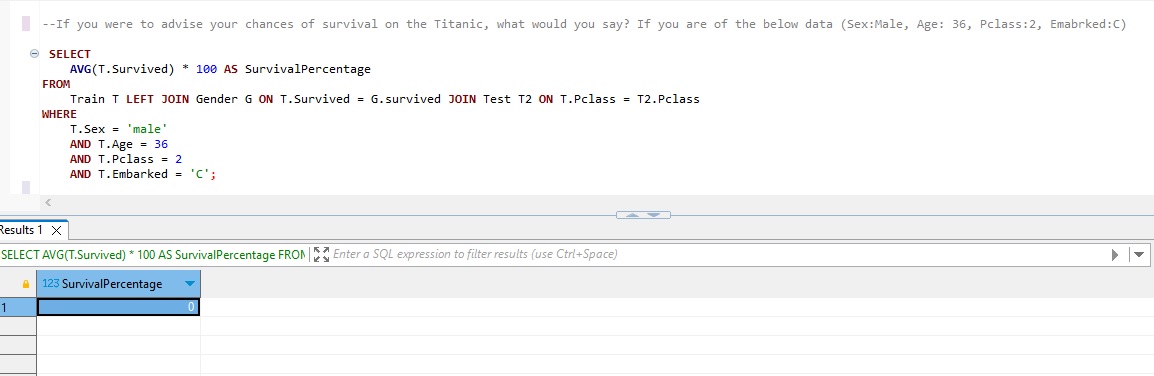 --If you were to advise your chances of survival on the Titanic, what would you say? If you are of the below data (Sex:Male, Age: 36, Pclass:2, Emabrked:C)
SELECT
AVG(T.Survived) * 100 AS SurvivalPercentage
FROM
Train T LEFT JOIN Gender G ON T.Survived = G.survived JOIN Test T2 ON T.Pclass = T2.Pclass
WHERE
T.Sex = 'male'
AND T.Age = 36
AND T.Pclass = 2
AND T.Embarked = 'C';
Results 1
SELECT AVG(T.Survived) * 100 AS SurvivalPercentage FROM
Enter a SQL expression to filter results (use Ctrl+Space)
123 SurvivalPercentage
1 0